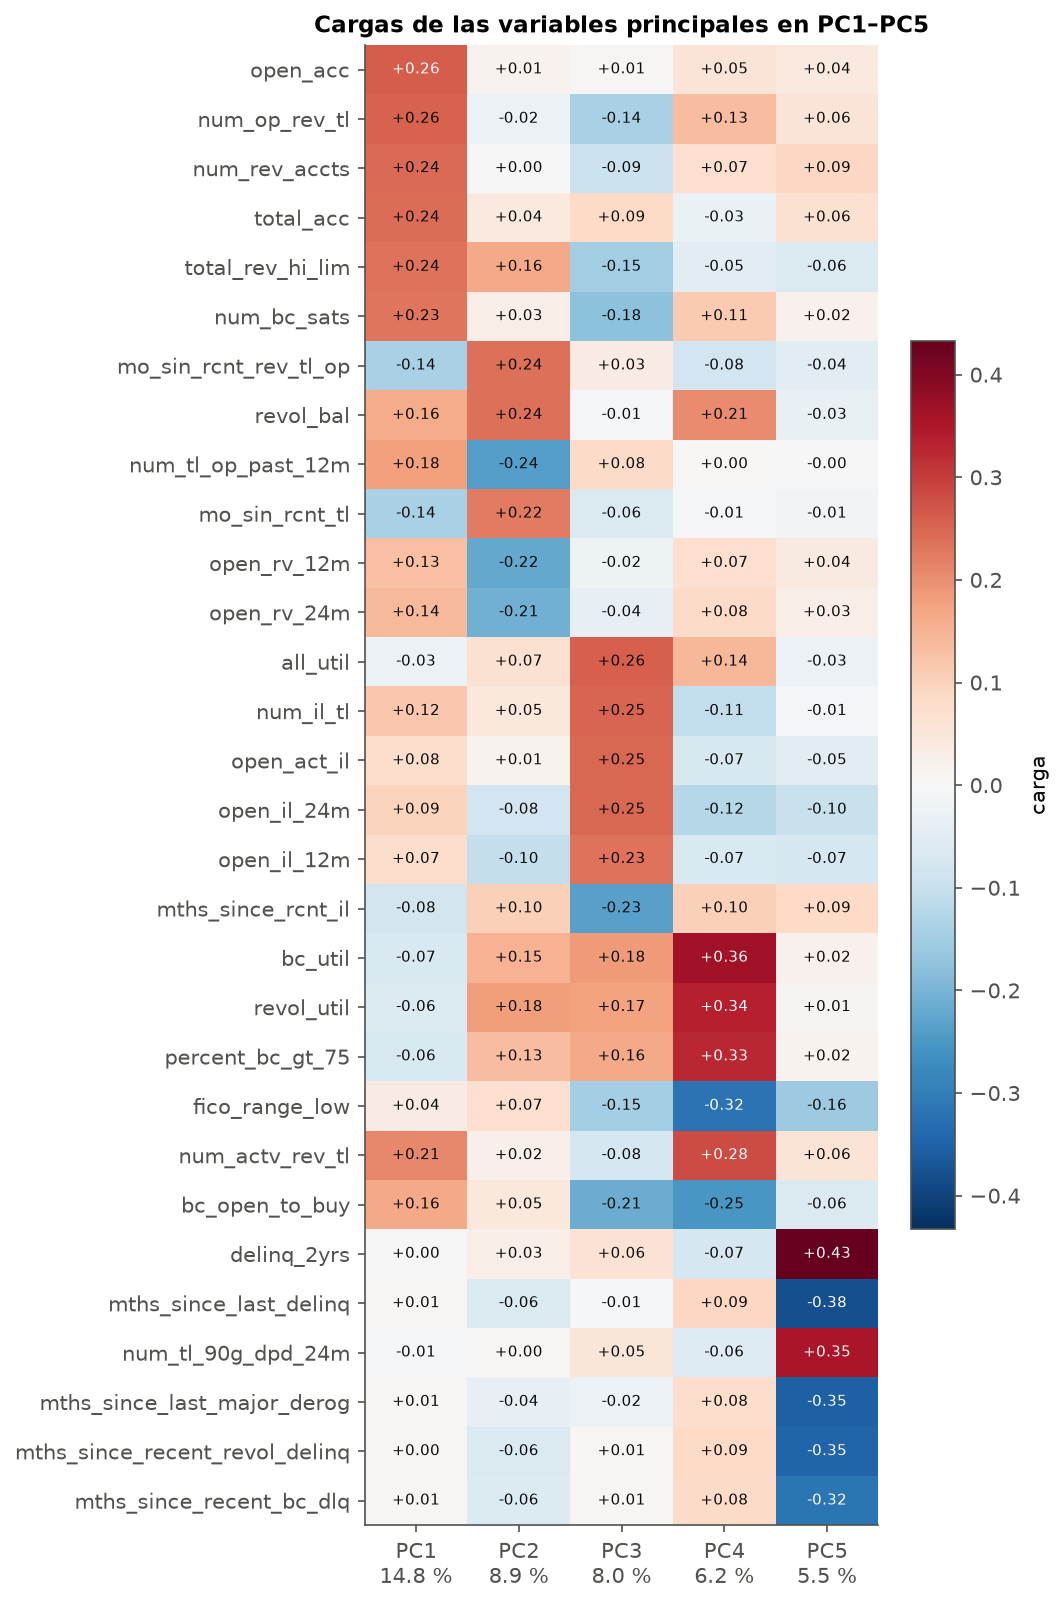 Cargas de las variables principales en PC1–PC5
open_acc +0.26 +0.01 +0.01 +0.05 +0.04
num_op_rev_tl +0.26 -0.02 -0.14 +0.13 +0.06
num_rev_accts +0.24 +0.00 -0.09 +0.07 +0.09
total_acc +0.24 +0.04 +0.09 -0.03 +0.06
total_rev_hi_lim +0.24 +0.16 -0.15 -0.05 -0.06
num_bc_sats +0.23 +0.03 -0.18 +0.11 +0.02
mo_sin_rcnt_rev_tl_op -0.14 +0.24 +0.03 -0.08 -0.04
revol_bal +0.16 +0.24 -0.01 +0.21 -0.03
num_tl_op_past_12m +0.18 -0.24 +0.08 +0.00 -0.00
mo_sin_rcnt_tl -0.14 +0.22 -0.06 -0.01 -0.01
open_rv_12m +0.13 -0.22 -0.02 +0.07 +0.04
open_rv_24m +0.14 -0.21 -0.04 +0.08 +0.03
all_util -0.03 +0.07 +0.26 +0.14 -0.03
num_il_tl +0.12 +0.05 +0.25 -0.11 -0.01
open_act_il +0.08 +0.01 +0.25 -0.07 -0.05
open_il_24m +0.09 -0.08 +0.25 -0.12 -0.10
open_il_12m +0.07 -0.10 +0.23 -0.07 -0.07
mths_since_rcnt_il -0.08 +0.10 -0.23 +0.10 +0.09
bc_util -0.07 +0.15 +0.18 +0.36 +0.02
revol_util -0.06 +0.18 +0.17 +0.34 +0.01
percent_bc_gt_75 -0.06 +0.13 +0.16 +0.33 +0.02
fico_range_low +0.04 +0.07 -0.15 -0.32 -0.16
num_actv_rev_tl +0.21 +0.02 -0.08 +0.28 +0.06
bc_open_to_buy +0.16 +0.05 -0.21 -0.25 -0.06
delinq_2yrs +0.00 +0.03 +0.06 -0.07 +0.43
mths_since_last_delinq +0.01 -0.06 -0.01 +0.09 -0.38
num_tl_90g_dpd_24m -0.01 +0.00 +0.05 -0.06 +0.35
mths_since_last_major_derog +0.01 -0.04 -0.02 +0.08 -0.35
mths_since_recent_revol_delinq +0.00 -0.06 +0.01 +0.09 -0.35
mths_since_recent_bc_dlq +0.01 -0.06 +0.01 +0.08 -0.32
PC1 PC2 PC3 PC4 PC5
14.8 % 8.9 % 8.0 % 6.2 % 5.5 %
0.4
0.3
0.2
0.1
0.0
−0.1
−0.2
−0.3
−0.4
carga